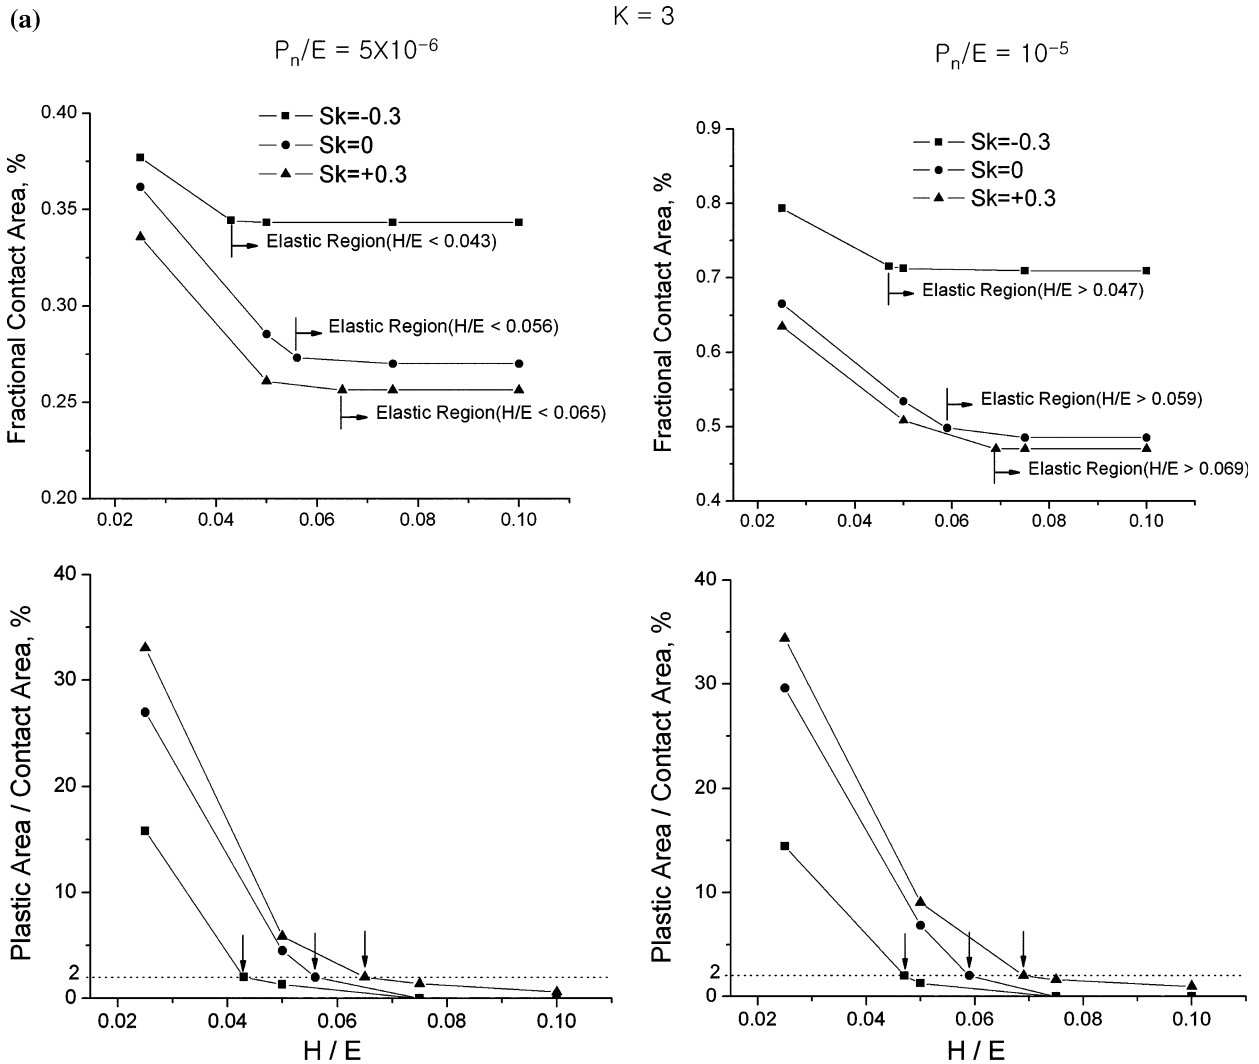 (a)
K = 3
Pn/E = 5X10⁻⁶
Pn/E = 10⁻⁵
Fractional Contact Area, %
0.40
0.35
0.30
0.25
0.20
Sk=-0.3
Sk=0
Sk=+0.3
Elastic Region(H/E < 0.043)
Elastic Region(H/E < 0.056)
Elastic Region(H/E < 0.065)
0.02 0.04 0.06 0.08 0.10
Fractional Contact Area, %
0.9
0.8
0.7
0.6
0.5
0.4
Sk=-0.3
Sk=0
Sk=+0.3
Elastic Region(H/E > 0.047)
Elastic Region(H/E > 0.059)
Elastic Region(H/E > 0.069)
0.02 0.04 0.06 0.08 0.10
Plastic Area / Contact Area, %
40
30
20
10
2
0
0.02 0.04 0.06 0.08 0.10
H / E
Plastic Area / Contact Area, %
40
30
20
10
2
0
0.02 0.04 0.06 0.08 0.10
H / E